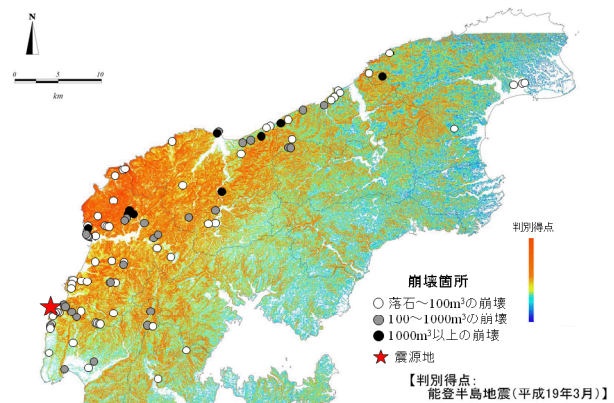 N
0 5 10
km
判別得点
崩壊箇所
落石～100m³の崩壊
100～1000m³の崩壊
1000m³以上の崩壊
震源地
【判別得点:
能登半島地震(平成19年3月)】